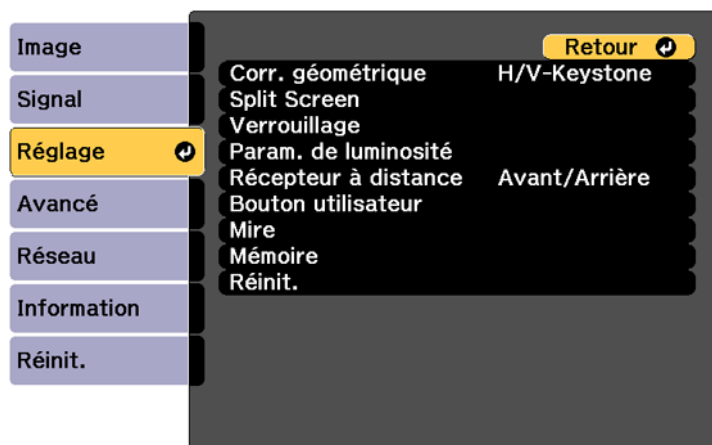 Image
Signal
Réglage
Avancé
Réseau
Information
Réinit.
Retour
Corr. géométrique H/V-Keystone
Split Screen
Verrouillage
Param. de luminosité
Récepteur à distance Avant/Arrière
Bouton utilisateur
Mire
Mémoire
Réinit.